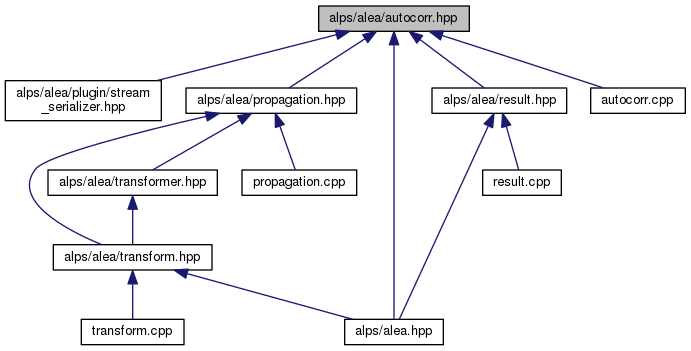 alps/alea/autocorr.hpp
alps/alea/plugin/stream
_serializer.hpp
alps/alea/propagation.hpp
alps/alea/result.hpp
autocorr.cpp
alps/alea/transformer.hpp
propagation.cpp
result.cpp
alps/alea/transform.hpp
transform.cpp
alps/alea.hpp